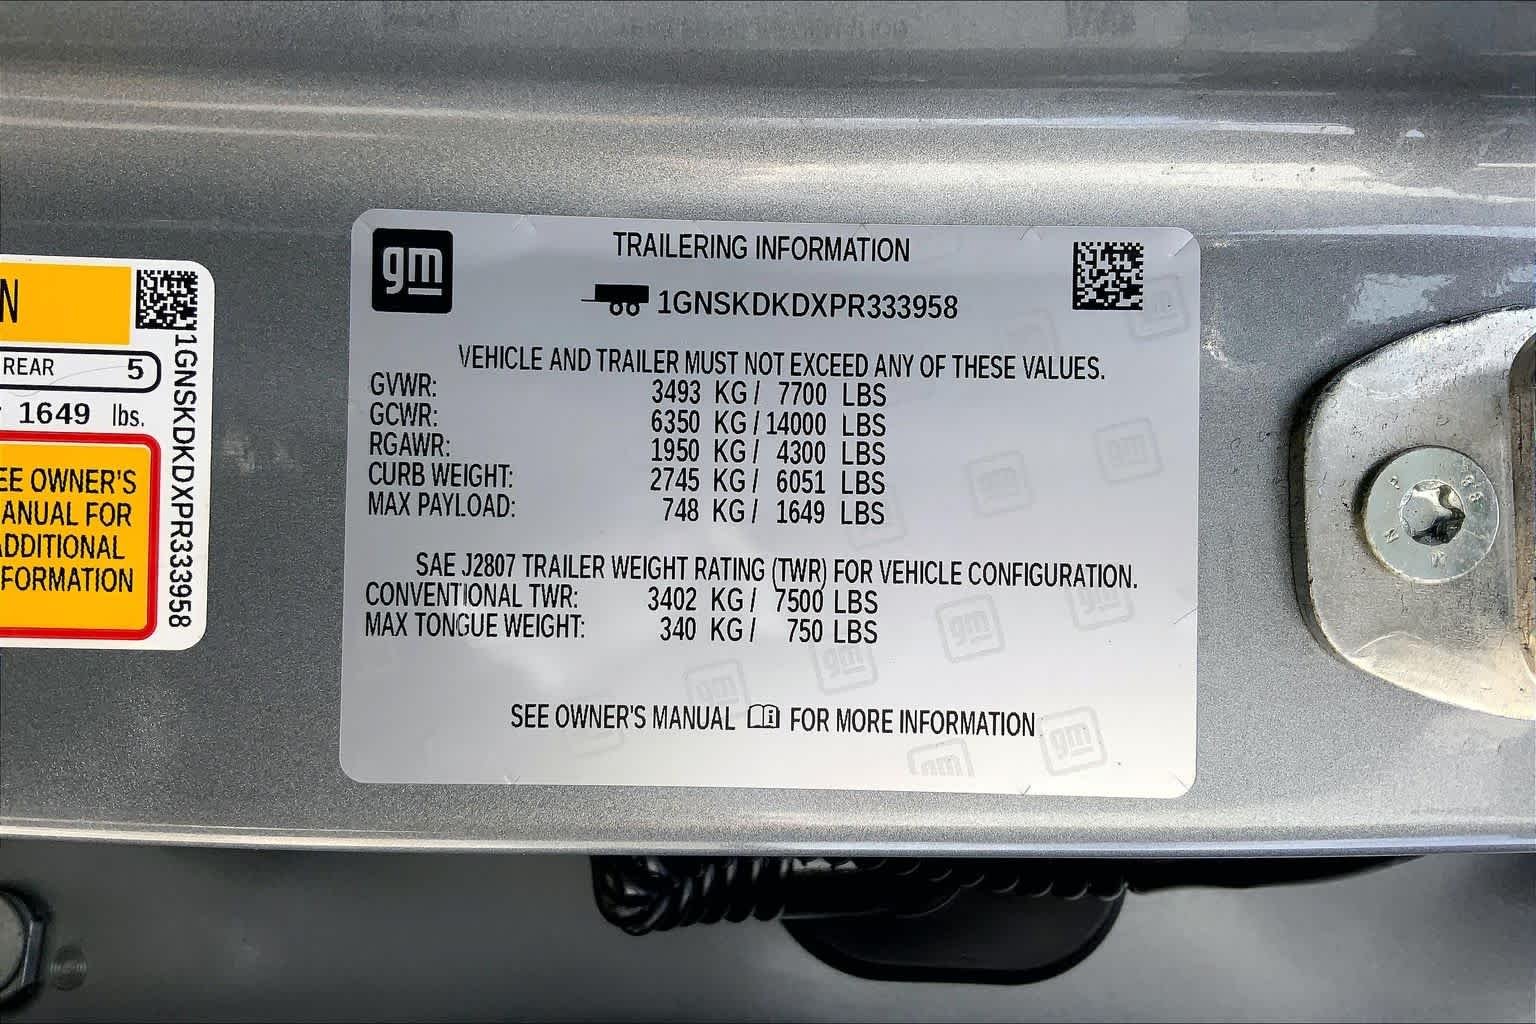 N
REAR 5
1649 lbs.
EE OWNER'S
ANUAL FOR
ADDITIONAL
FORMATION
1GNSKDKDXPR333958
gm
TRAILERING INFORMATION
1GNSKDKDXPR333958
VEHICLE AND TRAILER MUST NOT EXCEED ANY OF THESE VALUES.
GVWR: 3493 KG / 7700 LBS
GCWR: 6350 KG / 14000 LBS
RGAWR: 1950 KG / 4300 LBS
CURB WEIGHT: 2745 KG / 6051 LBS
MAX PAYLOAD: 748 KG / 1649 LBS
SAE J2807 TRAILER WEIGHT RATING (TWR) FOR VEHICLE CONFIGURATION.
CONVENTIONAL TWR: 3402 KG / 7500 LBS
MAX TONGUE WEIGHT: 340 KG / 750 LBS
SEE OWNER'S MANUAL FOR MORE INFORMATION